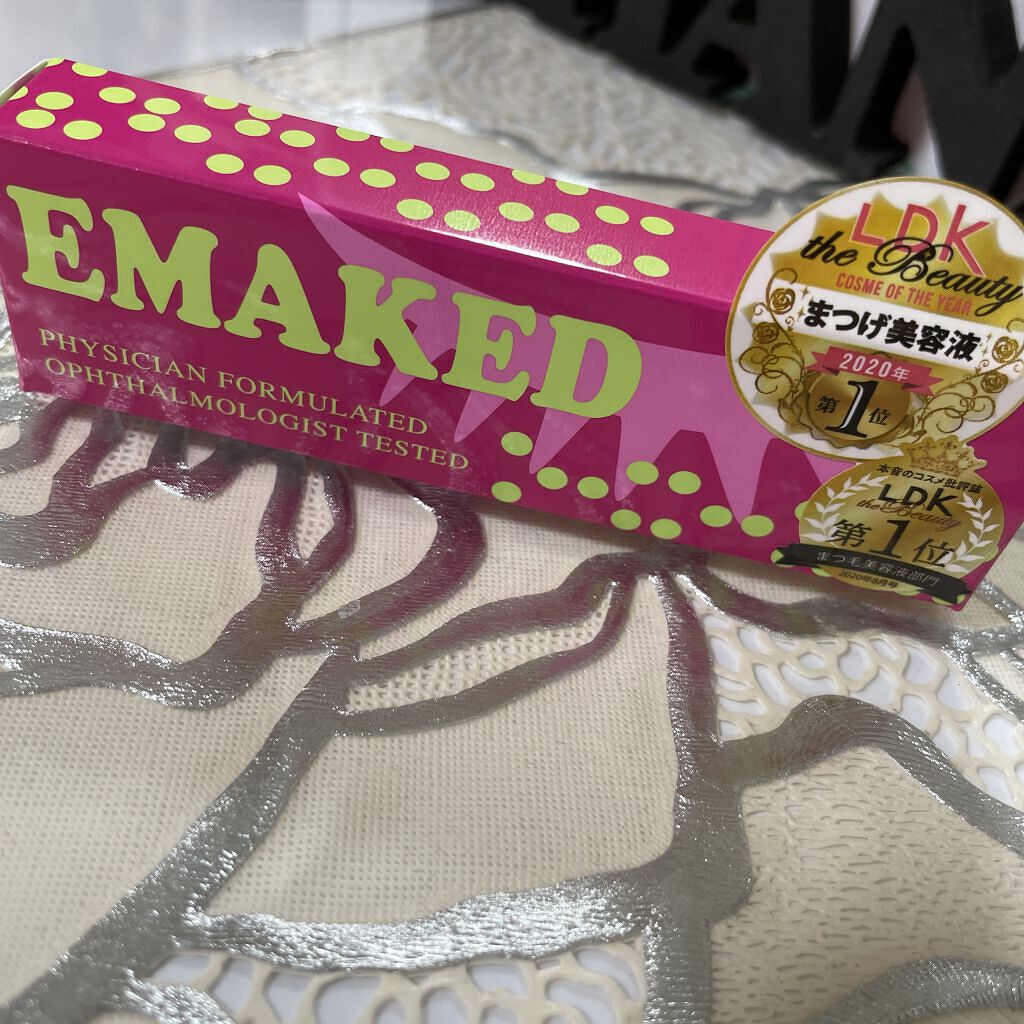 EMAKED
PHYSICIAN FORMULATED
OPHTHALMOLOGIST TESTED
LDK
the Beauty
COSME OF THE YEAR
まつげ美容液
2020年
第1位
本音のコスメ批評誌
LDK
the Beauty
第1位
まつ毛美容液部門
2020年8月号